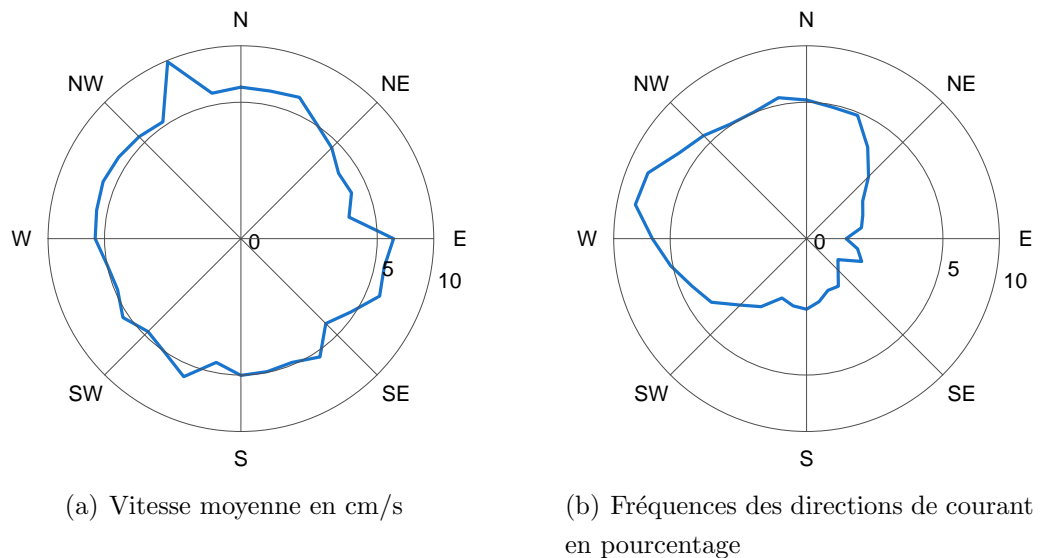 N
N
NW
NE
NW
NE
W
0
E
W
0
E
5
10
5
10
SW
SE
SW
SE
S
S
(a) Vitesse moyenne en cm/s
(b) Fréquences des directions de courant
en pourcentage